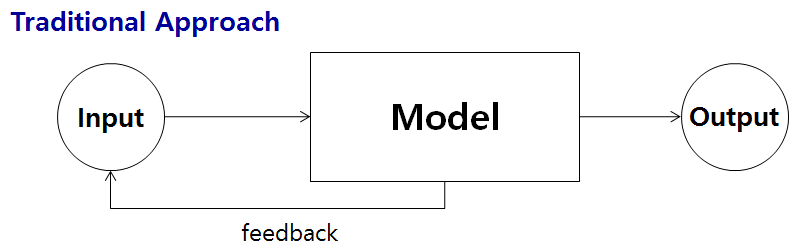 Traditional Approach
Input
Model
Output
feedback